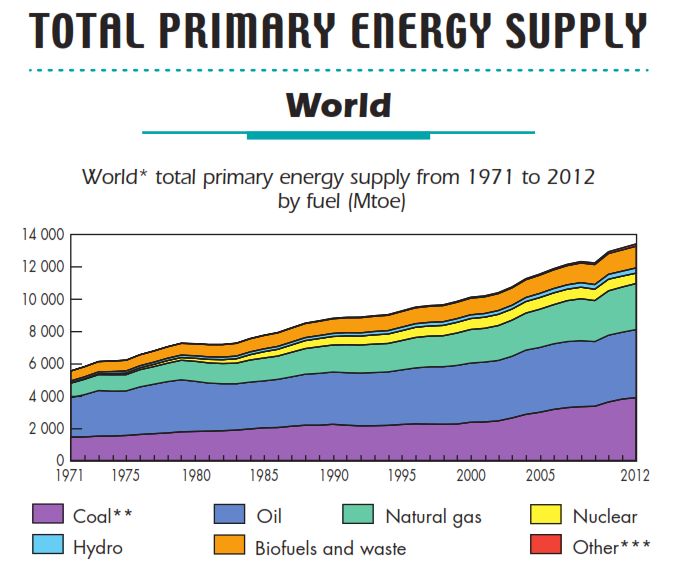 TOTAL PRIMARY ENERGY SUPPLY
World
World* total primary energy supply from 1971 to 2012
by fuel (Mtoe)
14 000
12 000
10 000
8 000
6 000
4 000
2 000
0
1971 1975 1980 1985 1990 1995 2000 2005 2012
Coal** Oil Natural gas Nuclear
Hydro Biofuels and waste Other***